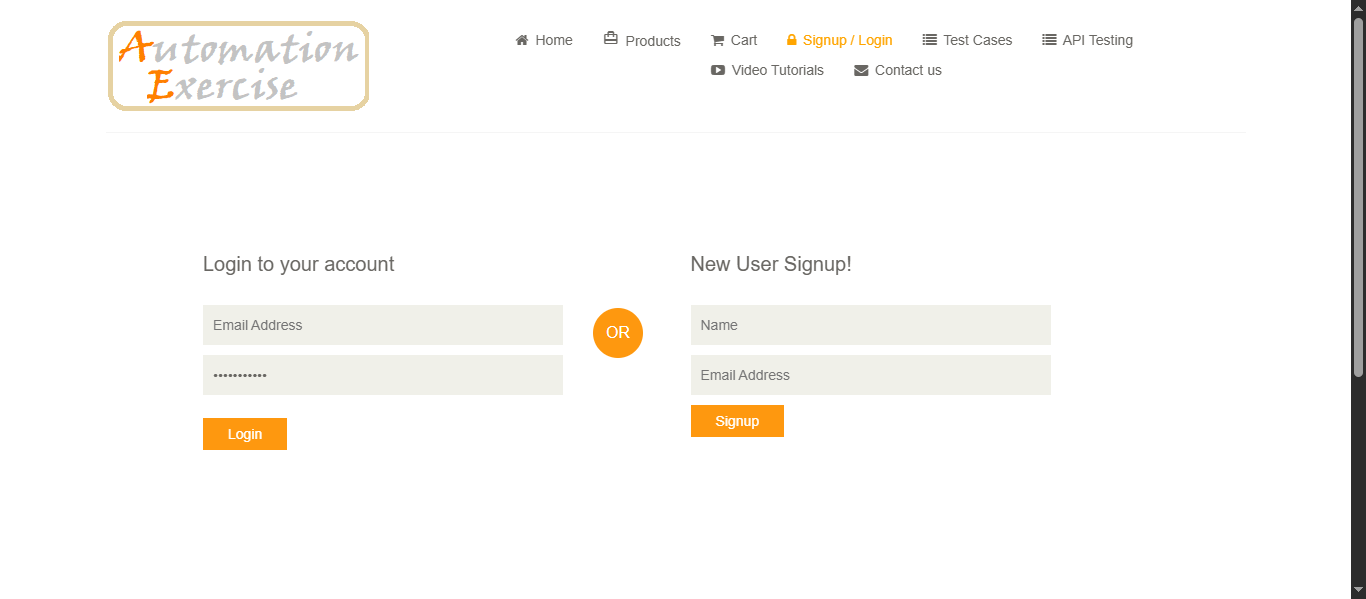 Automation
Exercise
Home Products Cart Signup / Login Test Cases API Testing
Video Tutorials Contact us
Login to your account
Email Address
•••••••••••
Login
OR
New User Signup!
Name
Email Address
Signup